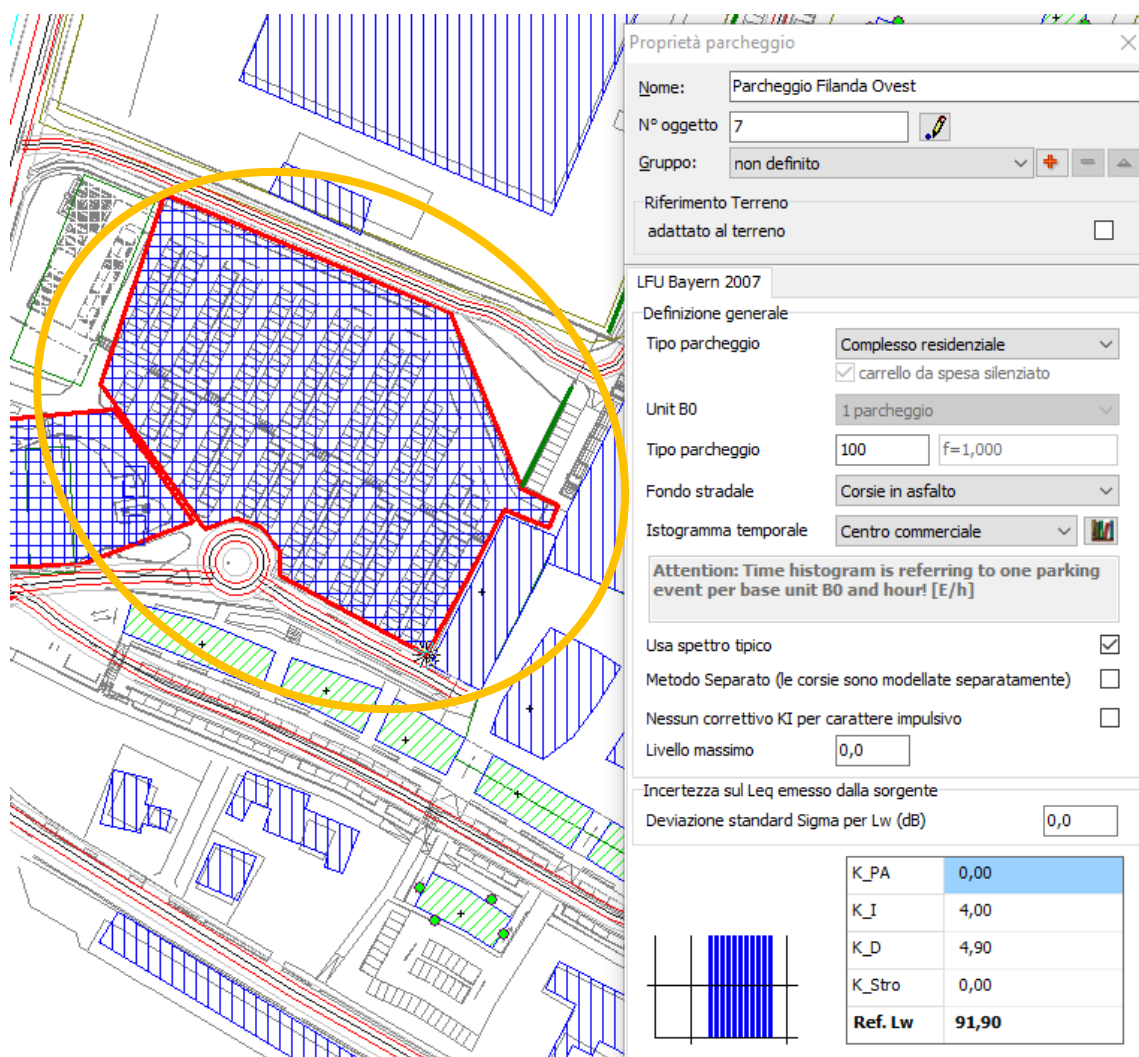 Proprietà parcheggio
Nome: Parcheggio Filanda Ovest
N° oggetto 7
Gruppo: non definito
Riferimento Terreno
adattato al terreno
LFU Bayern 2007
Definizione generale
Tipo parcheggio Complesso residenziale
carrello da spesa silenziato
Unit B0 1 parcheggio
Tipo parcheggio 100 f=1,000
Fondo stradale Corsie in asfalto
Istogramma temporale Centro commerciale
Attention: Time histogram is referring to one parking
event per base unit B0 and hour! [E/h]
Usa spettro tipico
Metodo Separato (le corsie sono modellate separatamente)
Nessun correttivo KI per carattere impulsivo
Livello massimo 0,0
Incertezza sul Leq emesso dalla sorgente
Deviazione standard Sigma per Lw (dB) 0,0
K_PA 0,00
K_I 4,00
K_D 4,90
K_Stro 0,00
Ref. Lw 91,90